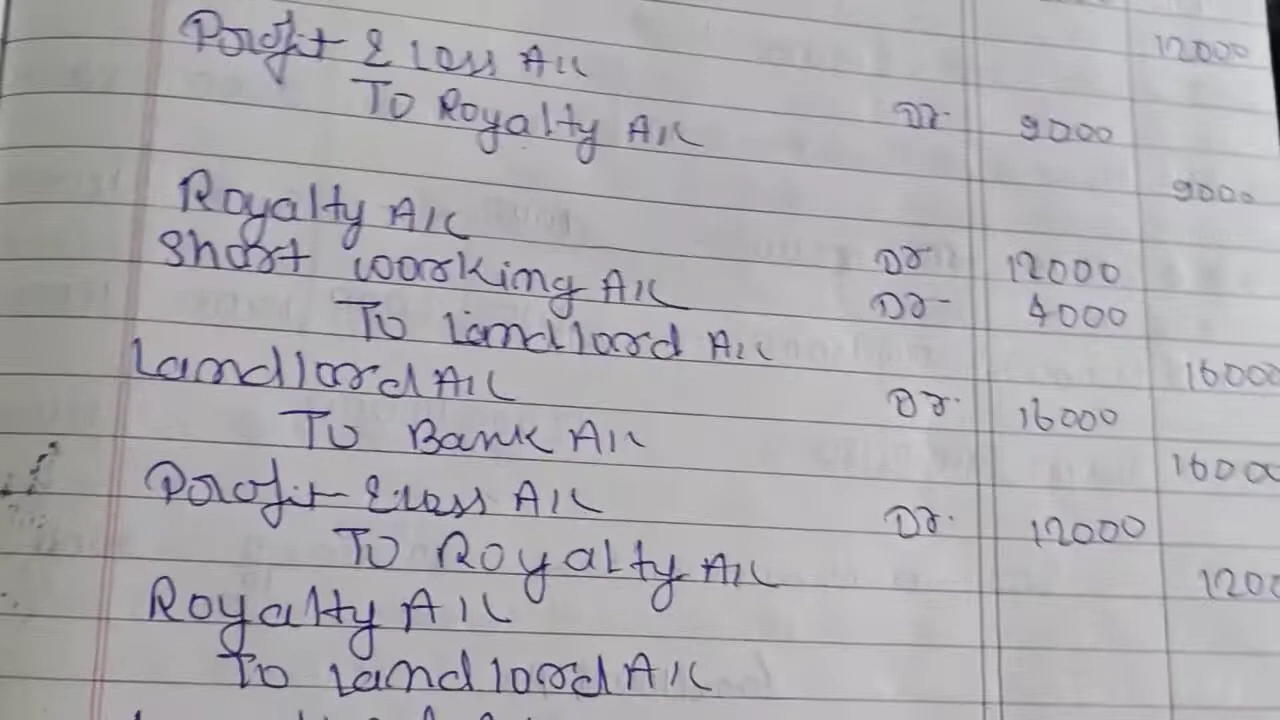 12000
Profit & Loss A/c
To Royalty A/c Dr. 9000
9000
Royalty A/c Dr 12000
Short working A/c Dr 4000
To Landlord A/c
16000
Landlord A/c Dr. 16000
To Bank A/c
1600
Profit & Loss A/c Dr. 12000
To Royalty A/c
120
Royalty A/c
To Landlord A/c